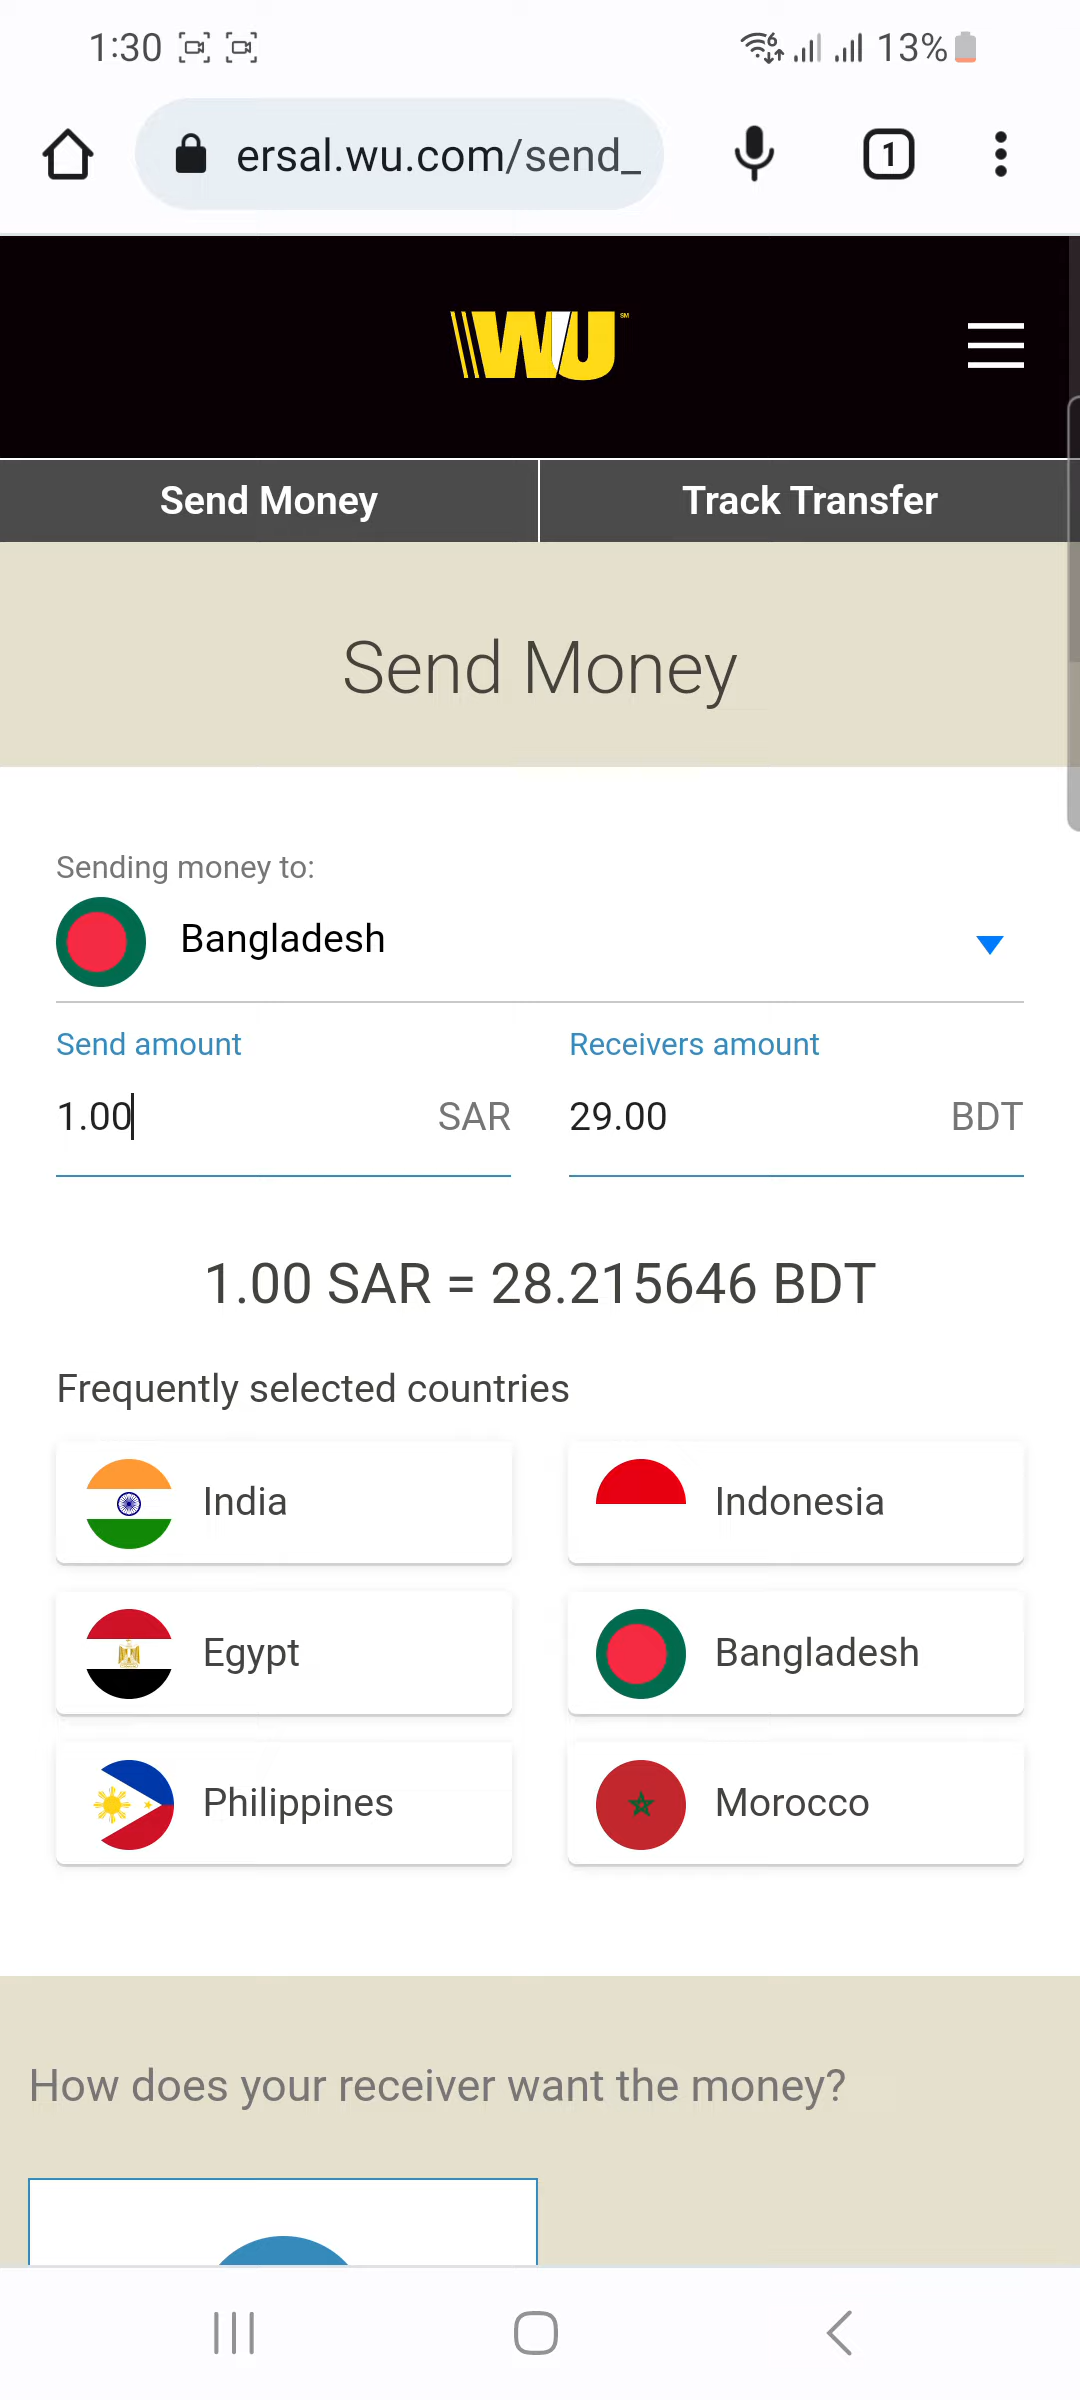 1:30
13%
ersal.wu.com/send_
1
WU SM
Send Money
Track Transfer
Send Money
Sending money to:
Bangladesh
Send amount
Receivers amount
1.00 SAR
29.00 BDT
1.00 SAR = 28.215646 BDT
Frequently selected countries
India
Indonesia
Egypt
Bangladesh
Philippines
Morocco
How does your receiver want the money?